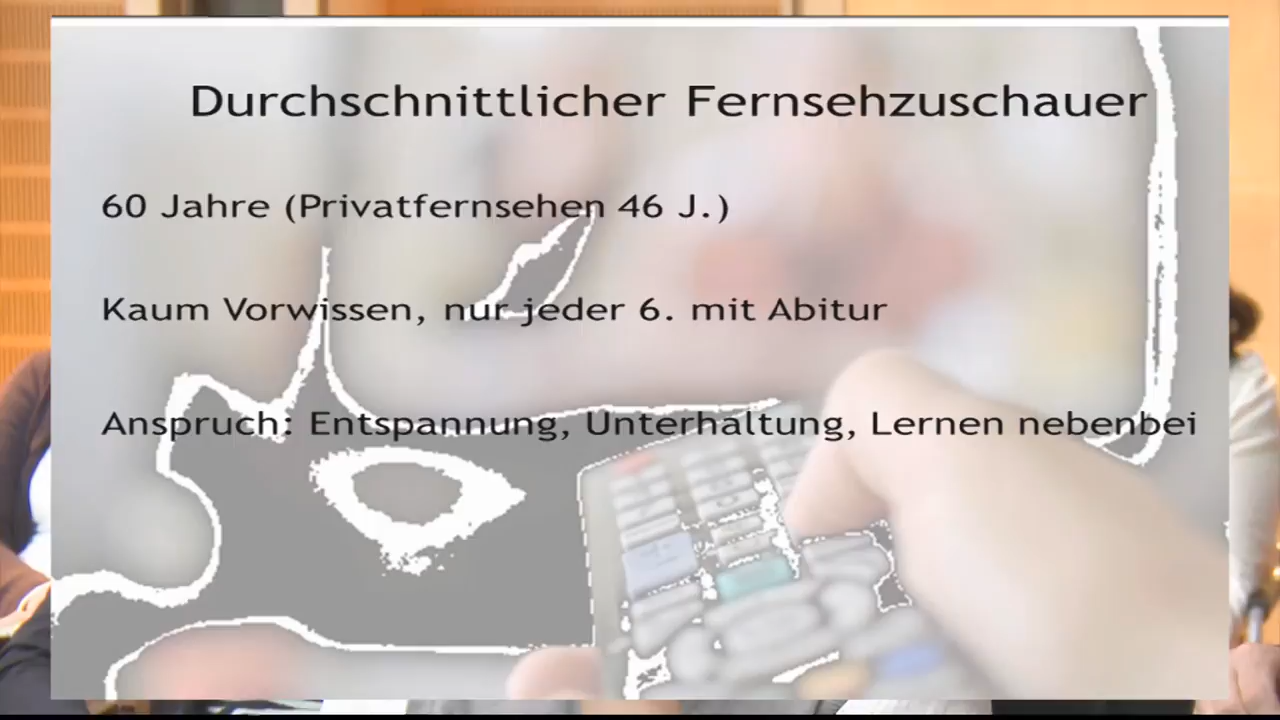 Durchschnittlicher Fernsehzuschauer
60 Jahre (Privatfernsehen 46 J.)
Kaum Vorwissen, nur jeder 6. mit Abitur
Anspruch: Entspannung, Unterhaltung, Lernen nebenbei